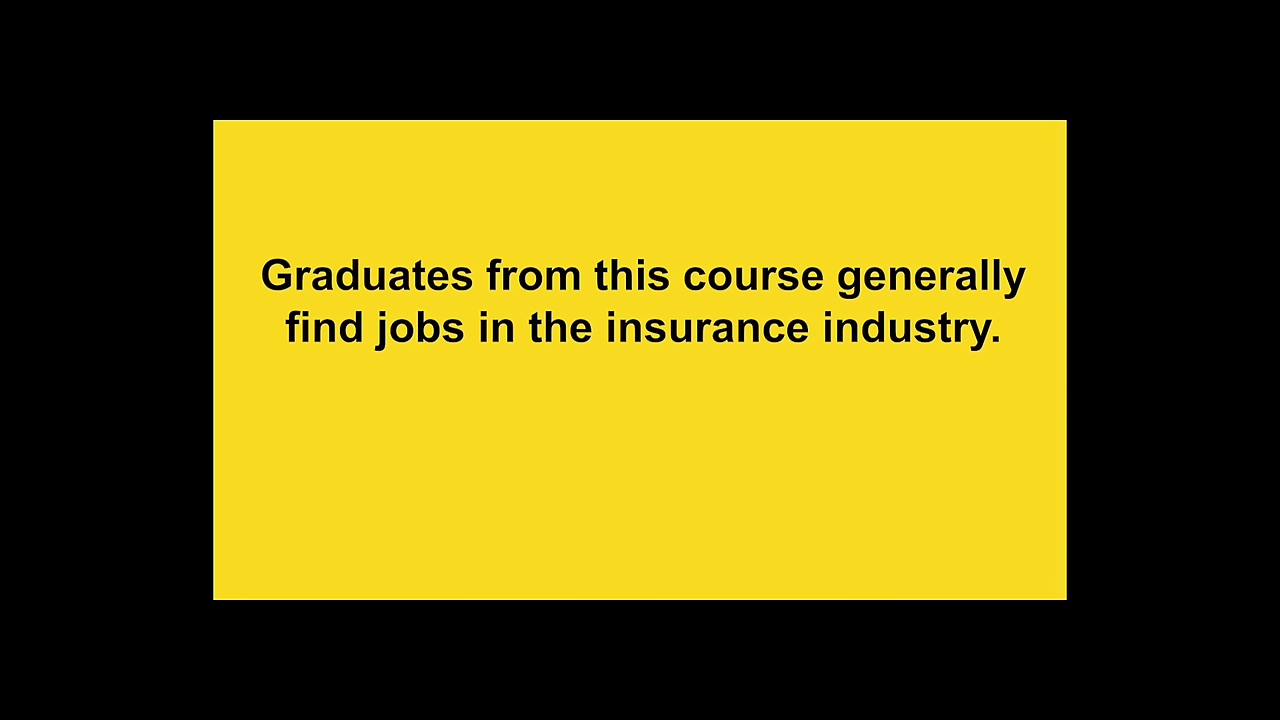 Graduates from this course generally
find jobs in the insurance industry.